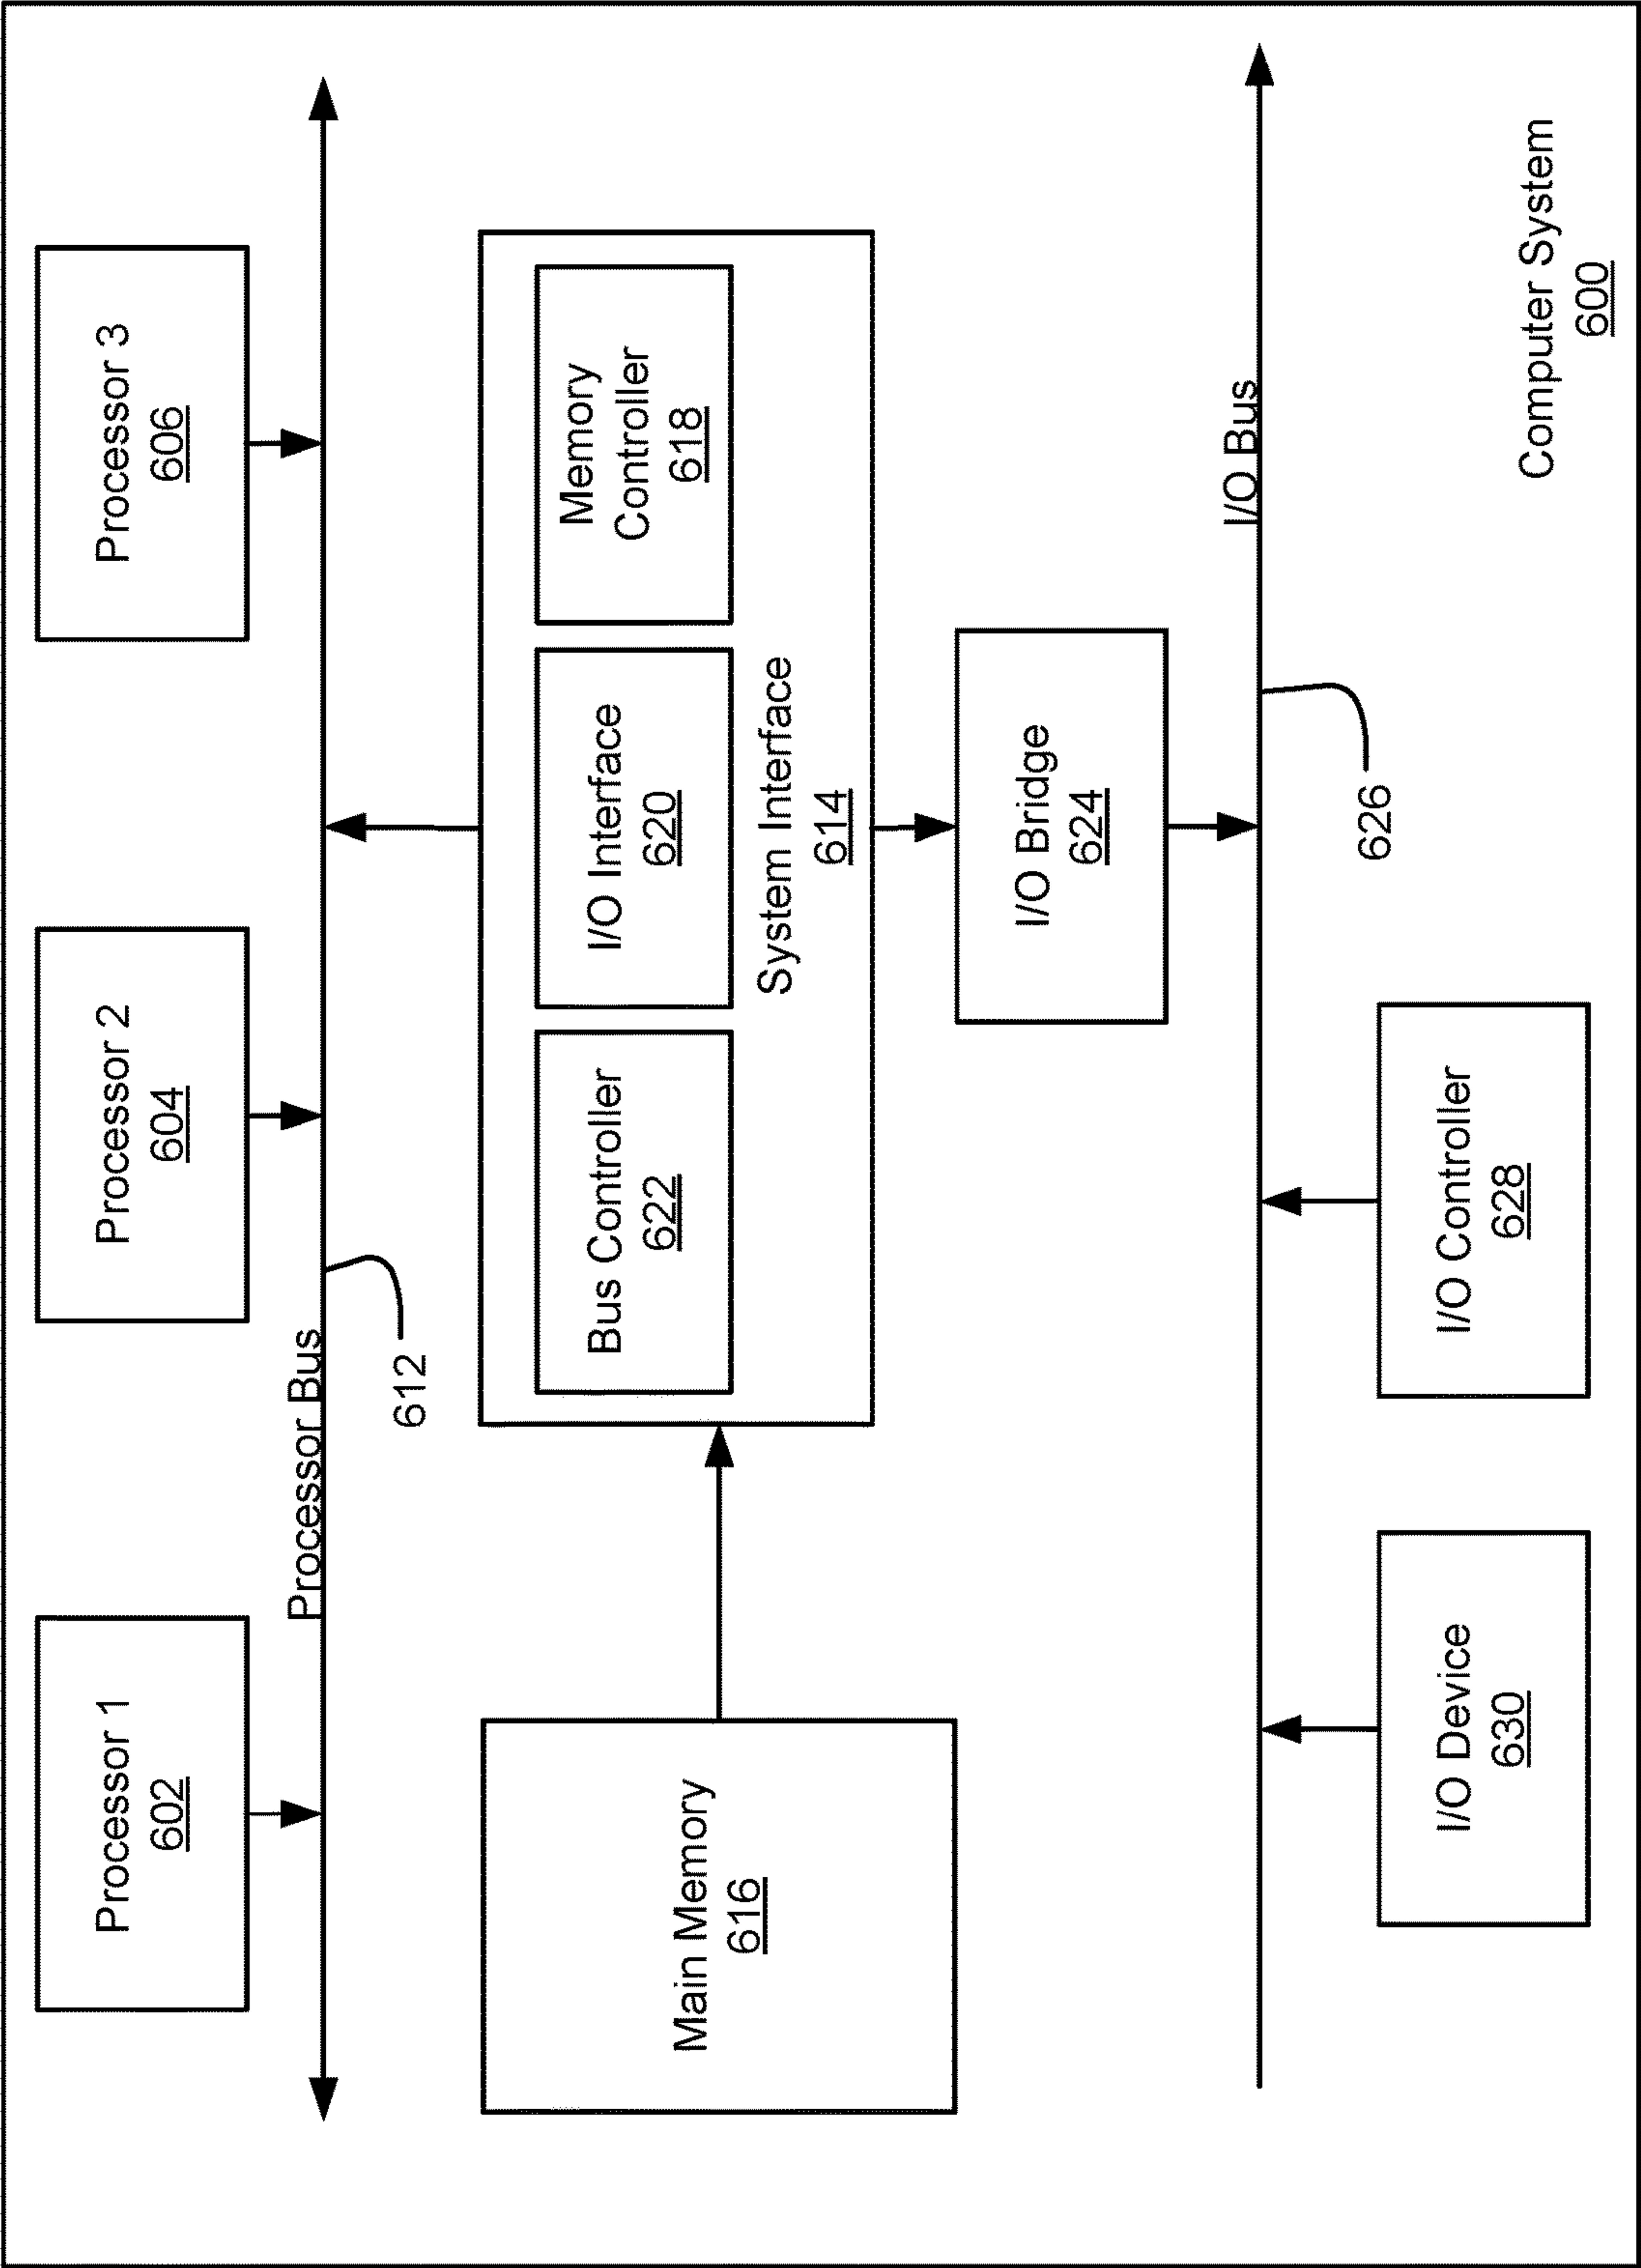 Processor 1
602
Processor 2
604
Processor 3
606
Processor Bus
612
Main Memory
616
Bus Controller
622
I/O Interface
620
Memory
Controller
618
System Interface
614
I/O Bridge
624
I/O Bus
626
I/O Device
630
I/O Controller
628
Computer System
600